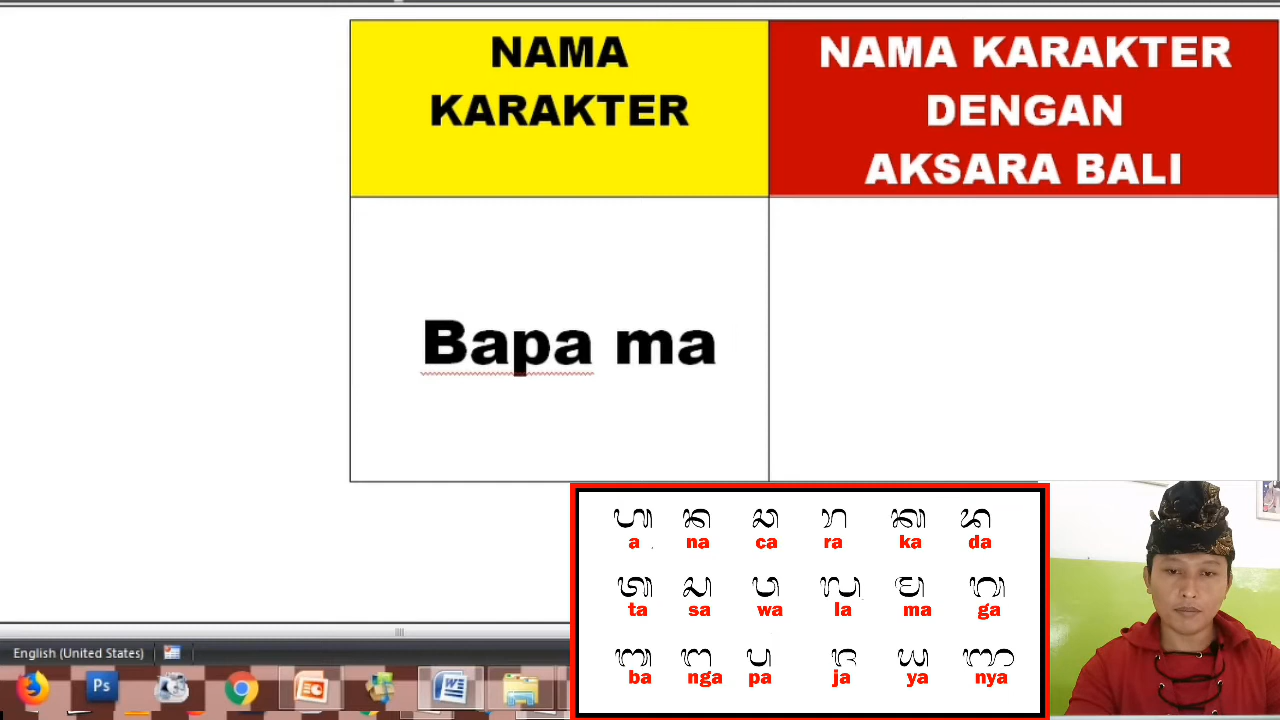 NAMA
KARAKTER
NAMA KARAKTER
DENGAN
AKSARA BALI
Bapa ma
ᬳ ᬦ ᬘ ᬭ ᬓ ᬤ
a na ca ra ka da
ᬢ ᬲ ᬯ ᬮ ᬫ ᬕ
ta sa wa la ma ga
ᬩ ᬗ ᬧ ᬚ ᬬ ᬜ
ba nga pa ja ya nya
English (United States)
Ps